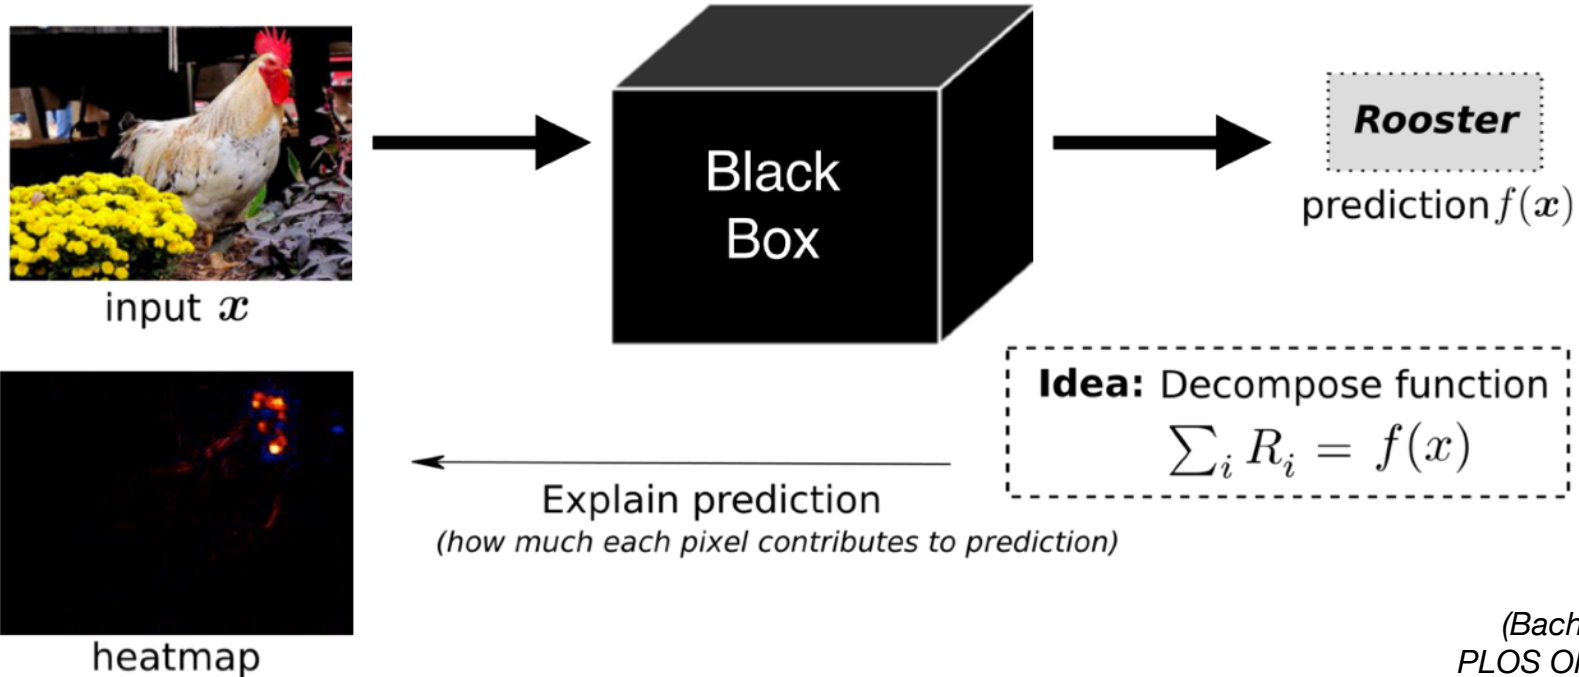 Black
Box
Rooster
prediction f(x)
input x
Idea: Decompose function
∑ᵢ Rᵢ = f(x)
Explain prediction
(how much each pixel contributes to prediction)
heatmap
(Bach
PLOS